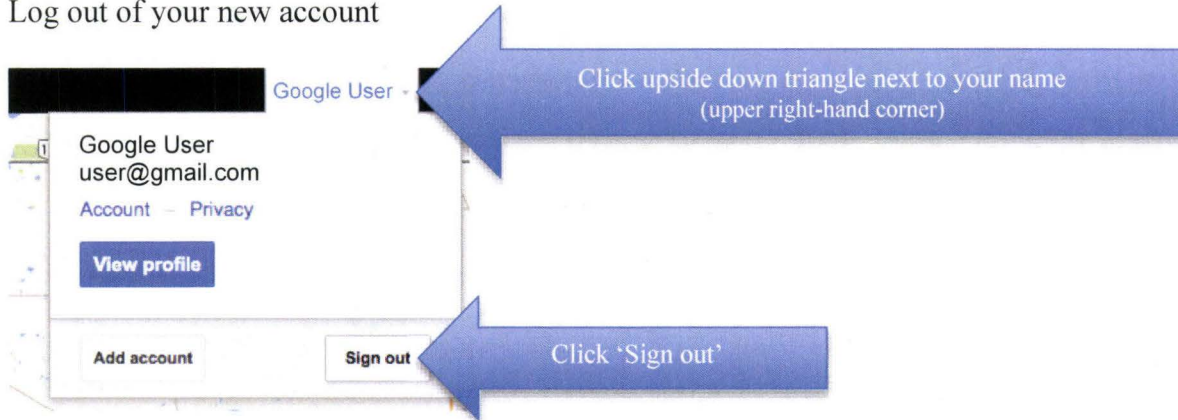 Log out of your new account
Click upside down triangle next to your name
(upper right-hand corner)
Google User
Google User
user@gmail.com
Account – Privacy
View profile
Add account
Sign out
Click ‘Sign out’
1